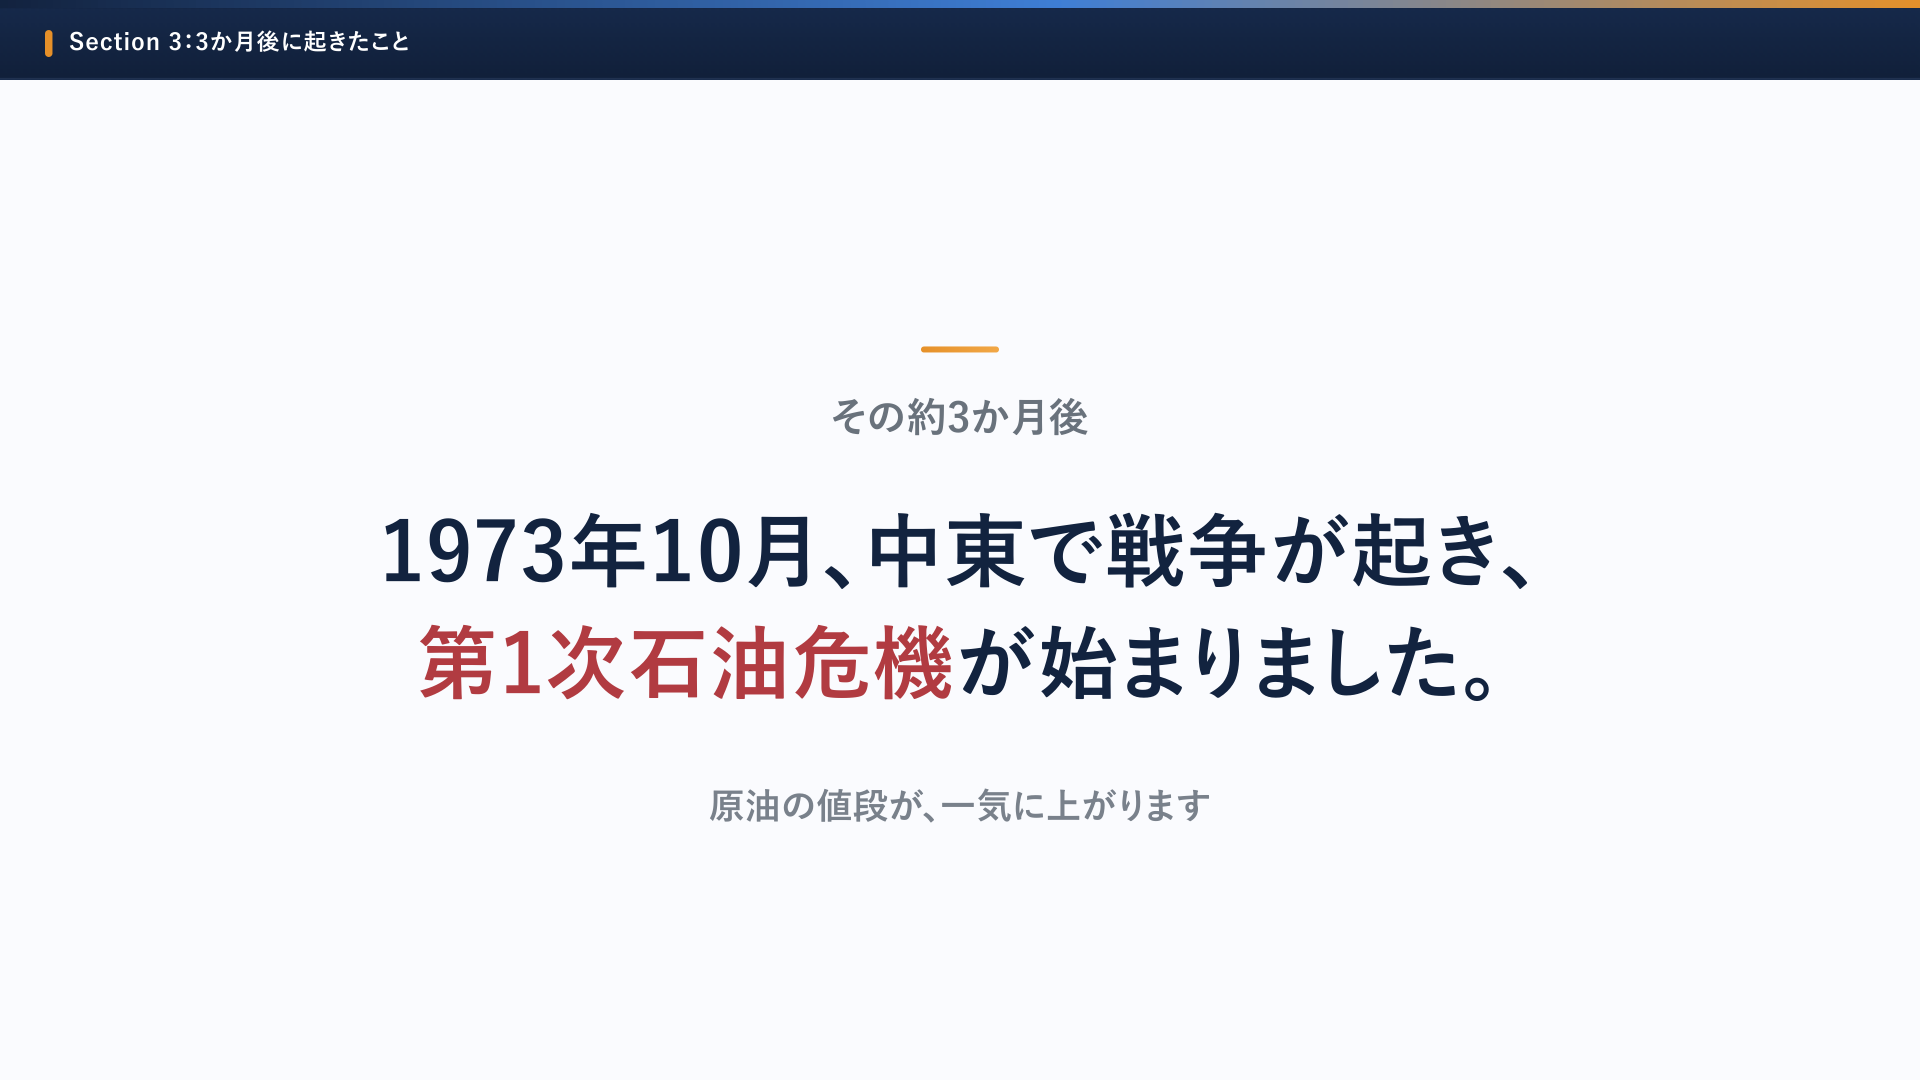 Section 3：3か月後に起きたこと
その約3か月後
1973年10月、中東で戦争が起き、
第1次石油危機が始まりました。
原油の値段が、一気に上がります